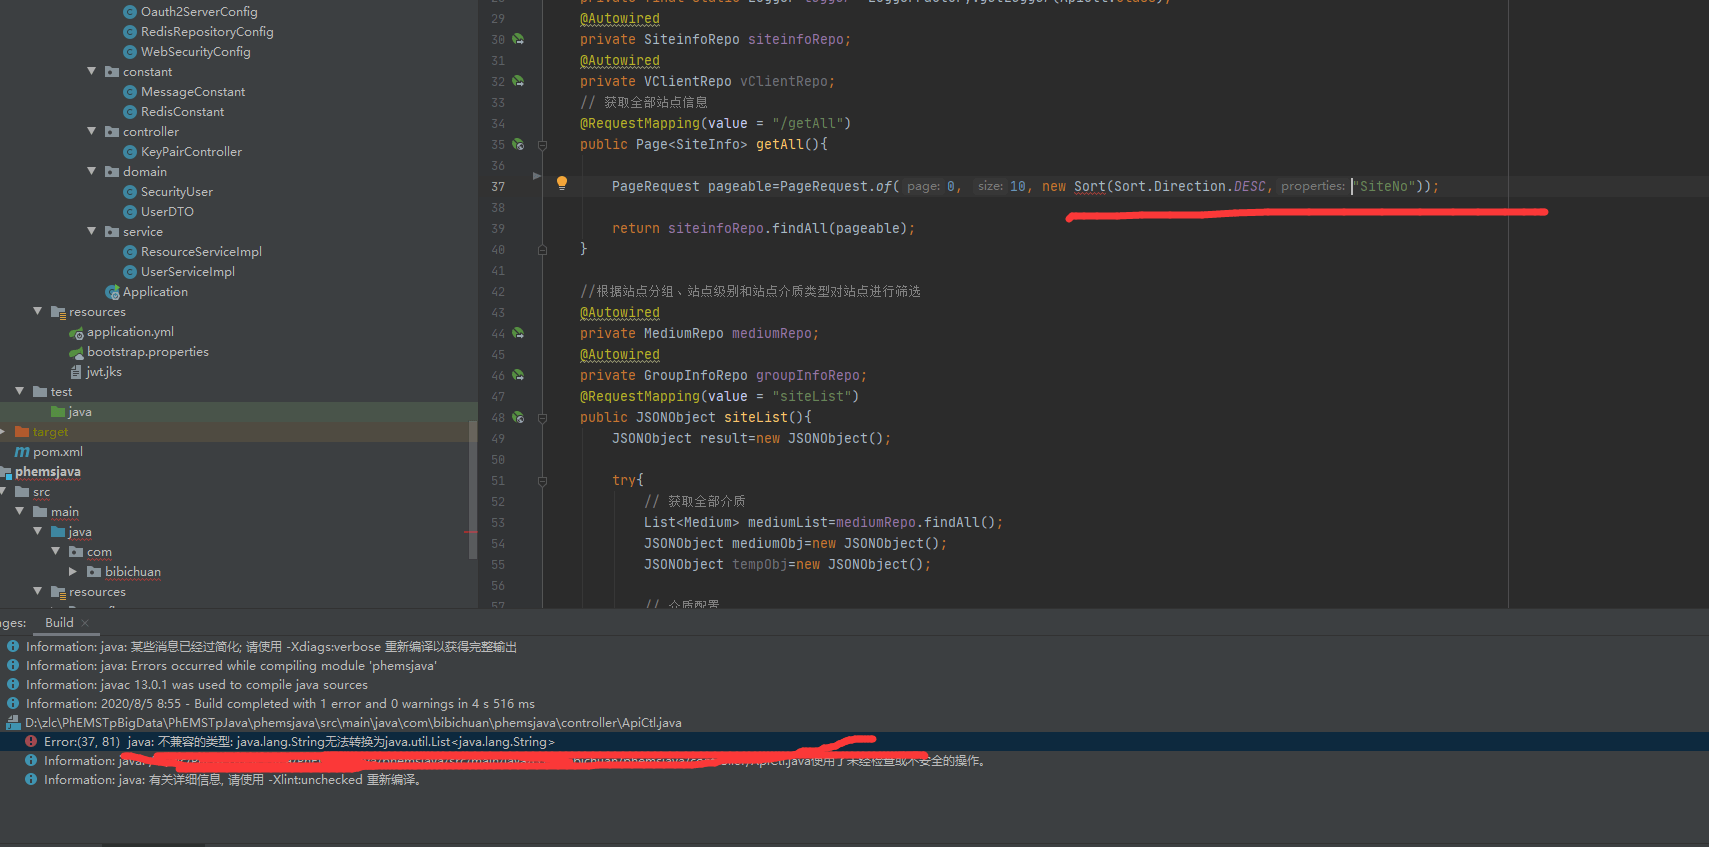 Oauth2ServerConfig
RedisRepositoryConfig
WebSecurityConfig
constant
MessageConstant
RedisConstant
controller
KeyPairController
domain
SecurityUser
UserDTO
service
ResourceServiceImpl
UserServiceImpl
Application
resources
application.yml
bootstrap.properties
jwt.jks
test
java
target
pom.xml
phemsjava
src
main
java
com
bibichuan
resources
29 @Autowired
30 private SiteinfoRepo siteinfoRepo;
31 @Autowired
32 private VClientRepo vClientRepo;
33 // 获取全部站点信息
34 @RequestMapping(value = "/getAll")
35 public Page<SiteInfo> getAll(){
36
37 PageRequest pageable=PageRequest.of( page: 0, size: 10, new Sort(Sort.Direction.DESC, properties: "SiteNo"));
38
39 return siteinfoRepo.findAll(pageable);
40 }
41
42 //根据站点分组、站点级别和站点介质类型对站点进行筛选
43 @Autowired
44 private MediumRepo mediumRepo;
45 @Autowired
46 private GroupInfoRepo groupInfoRepo;
47 @RequestMapping(value = "siteList")
48 public JSONObject siteList(){
49 JSONObject result=new JSONObject();
50
51 try{
52 // 获取全部介质
53 List<Medium> mediumList=mediumRepo.findAll();
54 JSONObject mediumObj=new JSONObject();
55 JSONObject tempObj=new JSONObject();
56
57 // 介质配置
ges: Build
Information: java: 某些消息已经过简化; 请使用 -Xdiags:verbose 重新编译以获得完整输出
Information: java: Errors occurred while compiling module 'phemsjava'
Information: javac 13.0.1 was used to compile java sources
Information: 2020/8/5 8:55 - Build completed with 1 error and 0 warnings in 4 s 516 ms
D:\zlc\PhEMSTpBigData\PhEMSTpJava\phemsjava\src\main\java\com\bibichuan\phemsjava\controller\ApiCtl.java
Error:(37, 81) java: 不兼容的类型: java.lang.String无法转换为java.util.List<java.lang.String>
Information: java: ApiCtl.java使用了未经检查或不安全的操作。
Information: java: 有关详细信息, 请使用 -Xlint:unchecked 重新编译。